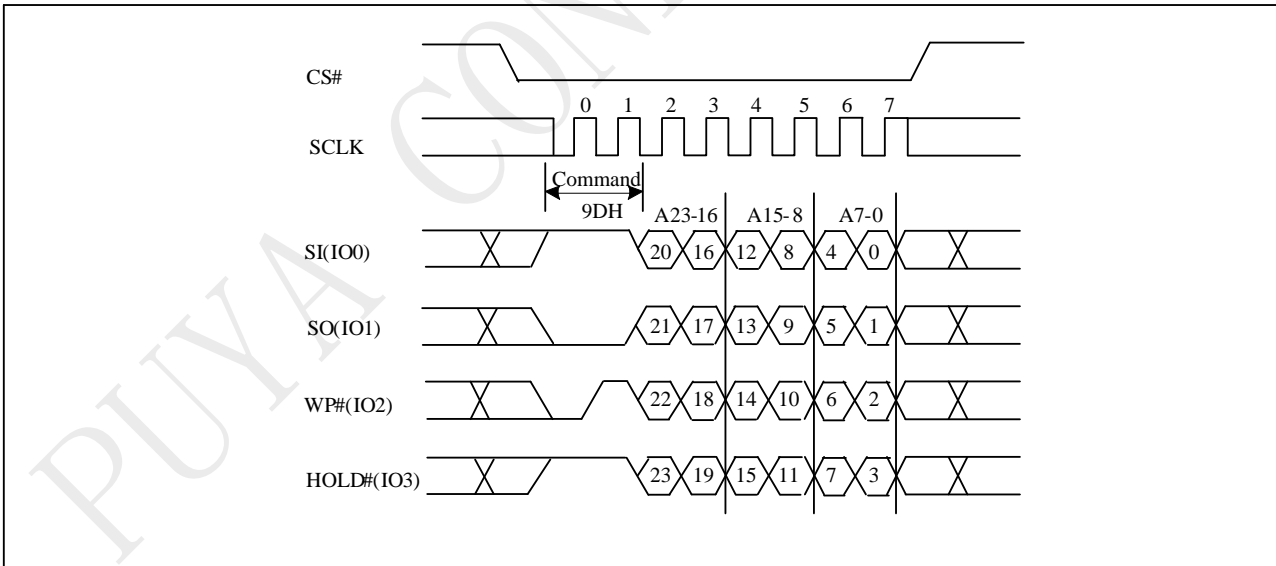 PUYA CON
CS#
0 1 2 3 4 5 6 7
SCLK
Command
9DH
A23-16 A15-8 A7-0
SI(IO0) 20 16 12 8 4 0
SO(IO1) 21 17 13 9 5 1
WP#(IO2) 22 18 14 10 6 2
HOLD#(IO3) 23 19 15 11 7 3